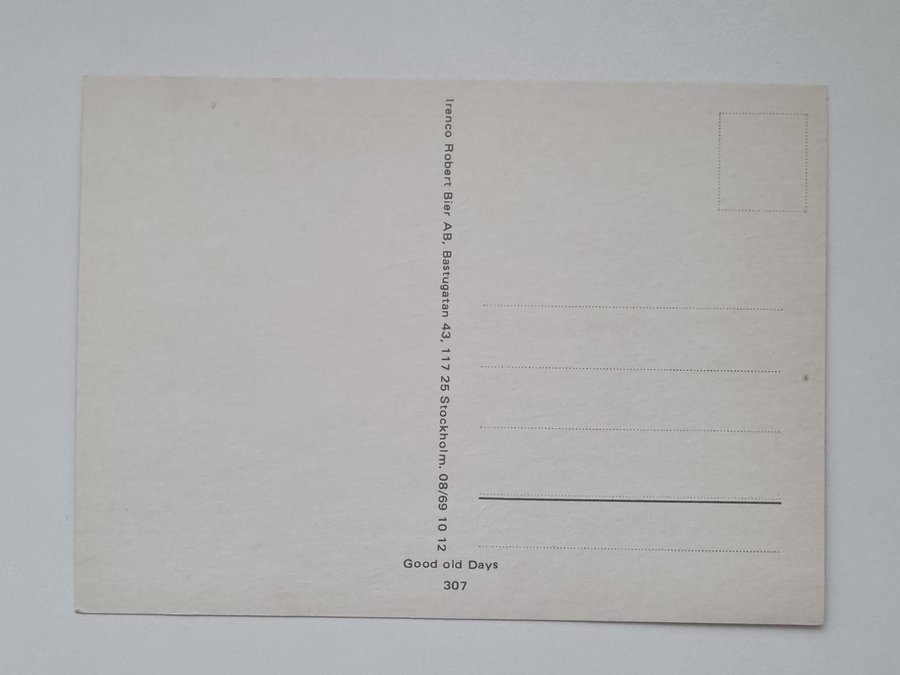 Irenco Robert Bier AB, Bastugatan 43, 117 25 Stockholm. 08/69 10 12
Good old Days
307